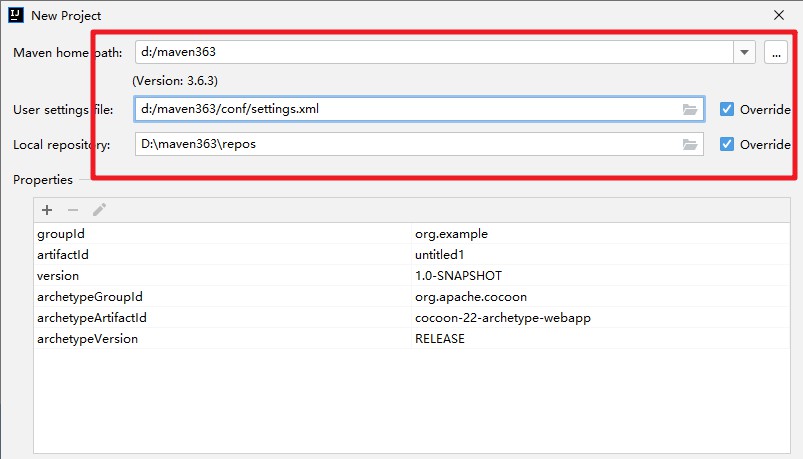 New Project
Maven home path: d:/maven363 ...
(Version: 3.6.3)
User settings file: d:/maven363/conf/settings.xml Override
Local repository: D:\maven363\repos Override
Properties
groupId org.example
artifactId untitled1
version 1.0-SNAPSHOT
archetypeGroupId org.apache.cocoon
archetypeArtifactId cocoon-22-archetype-webapp
archetypeVersion RELEASE